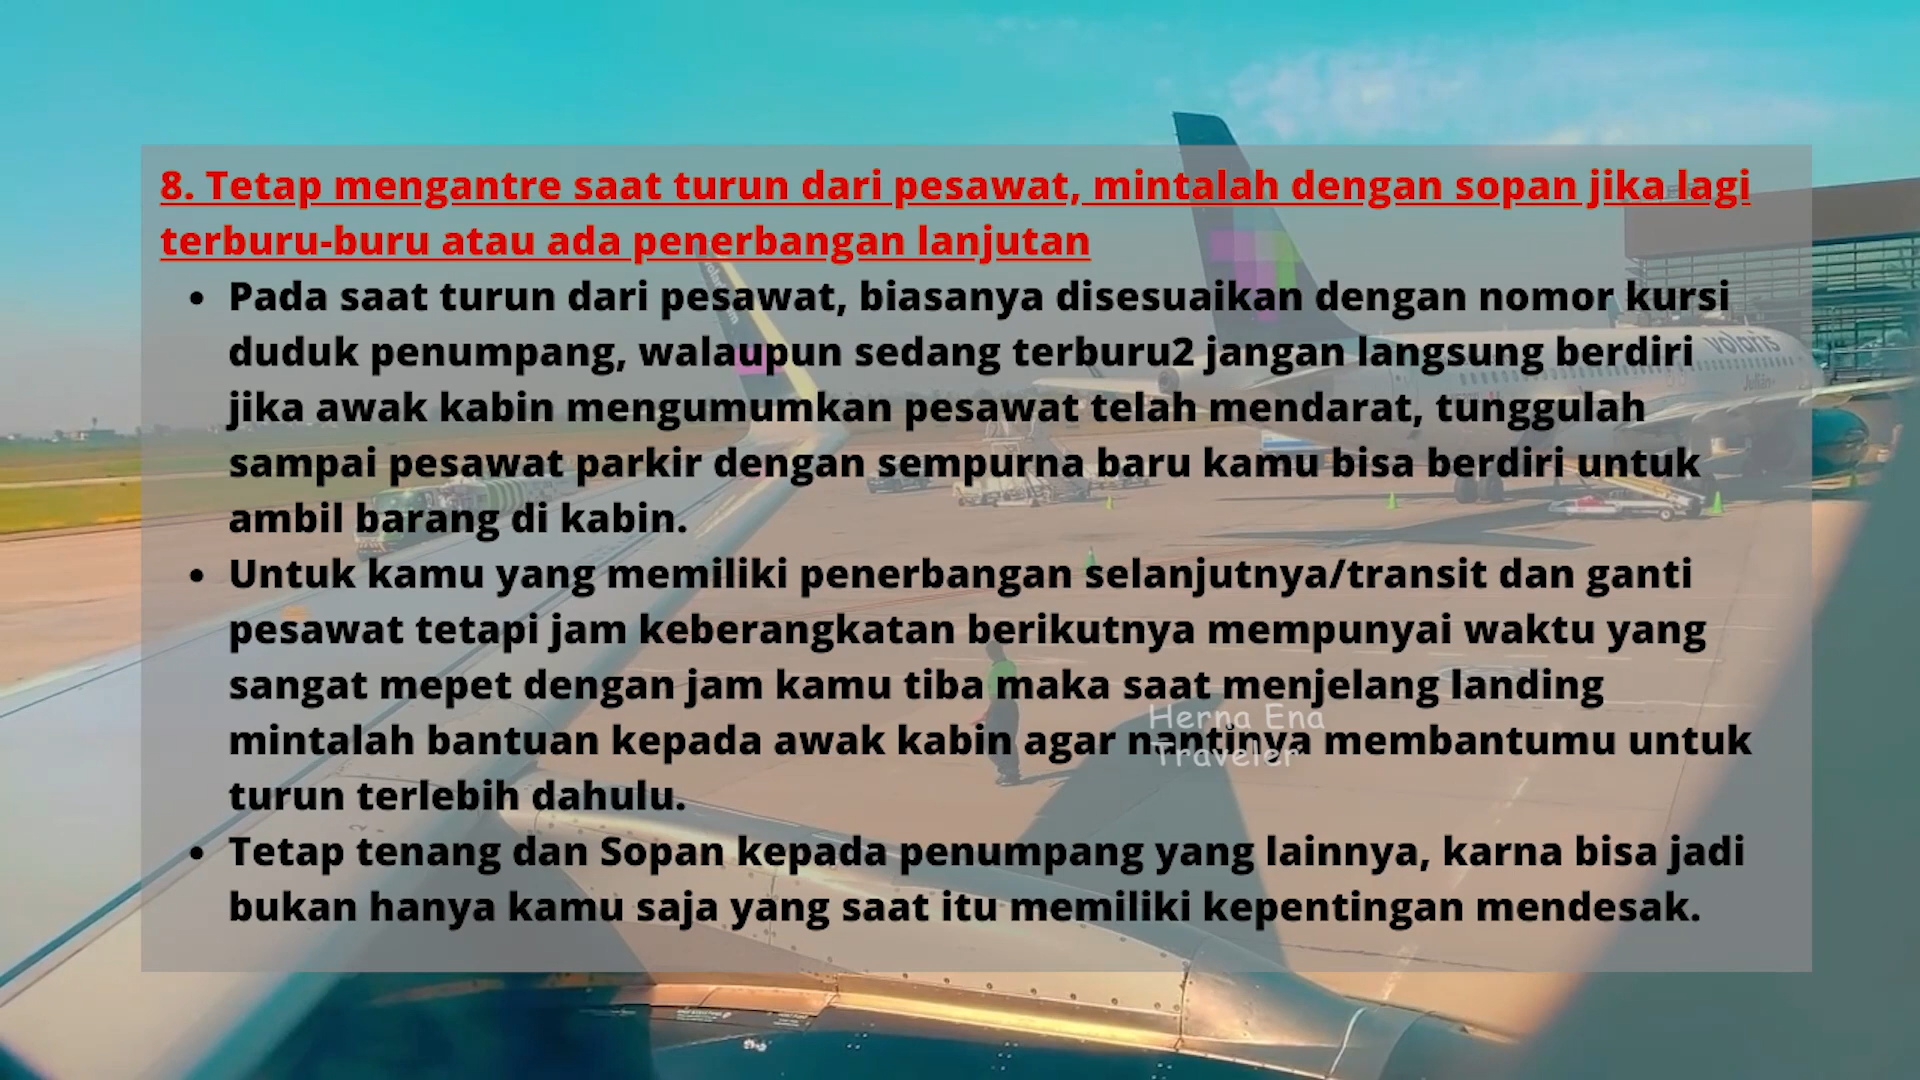 8. Tetap mengantre saat turun dari pesawat, mintalah dengan sopan jika lagi
terburu-buru atau ada penerbangan lanjutan
• Pada saat turun dari pesawat, biasanya disesuaikan dengan nomor kursi
duduk penumpang, walaupun sedang terburu2 jangan langsung berdiri
jika awak kabin mengumumkan pesawat telah mendarat, tunggulah
sampai pesawat parkir dengan sempurna baru kamu bisa berdiri untuk
ambil barang di kabin.
• Untuk kamu yang memiliki penerbangan selanjutnya/transit dan ganti
pesawat tetapi jam keberangkatan berikutnya mempunyai waktu yang
sangat mepet dengan jam kamu tiba maka saat menjelang landing
mintalah bantuan kepada awak kabin agar nantinya membantumu untuk
turun terlebih dahulu.
• Tetap tenang dan Sopan kepada penumpang yang lainnya, karna bisa jadi
bukan hanya kamu saja yang saat itu memiliki kepentingan mendesak.
Herna Ena
Traveler
volaris
Julián